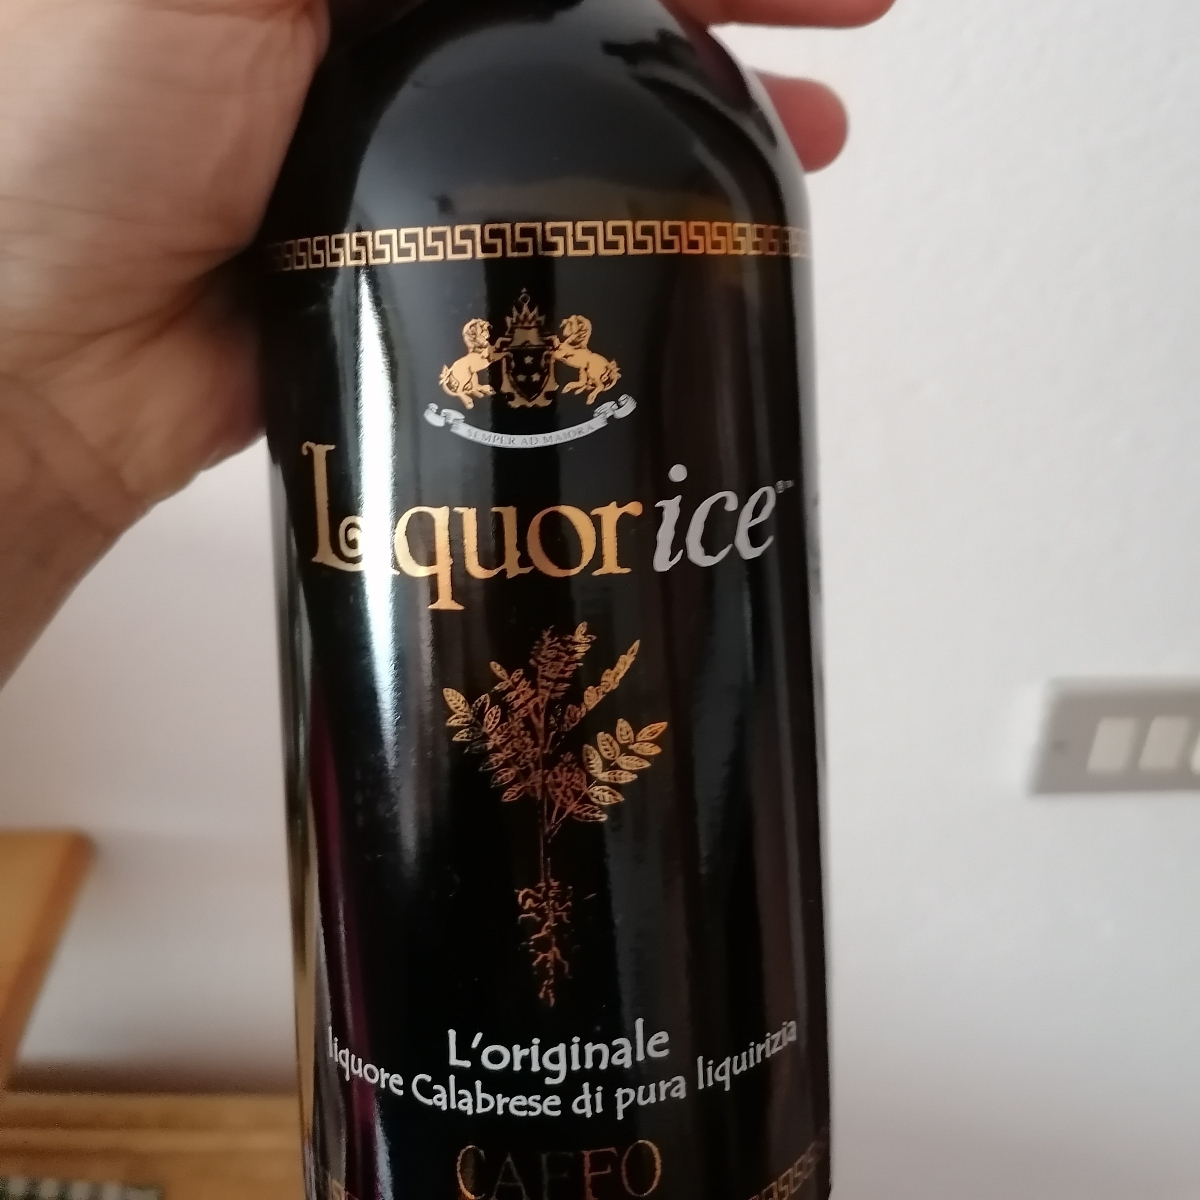 SEMPER AD MAIORA
Liquorice
L'originale
liquore Calabrese di pura liquirizia
CAFFO